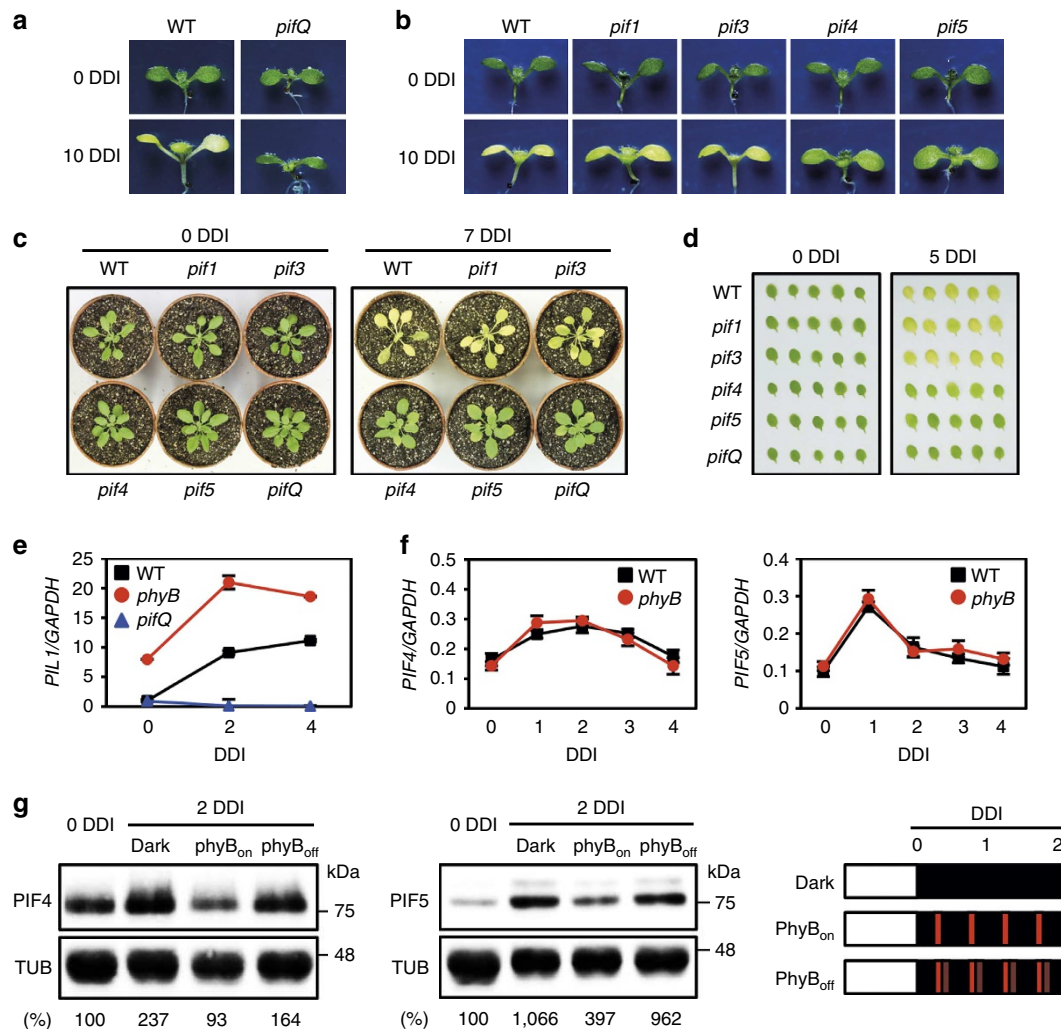 a
WT pifQ
0 DDI
10 DDI
b
WT pif1 pif3 pif4 pif5
0 DDI
10 DDI
c
0 DDI 7 DDI
WT pif1 pif3 WT pif1 pif3
pif4 pif5 pifQ pif4 pif5 pifQ
d
0 DDI 5 DDI
WT
pif1
pif3
pif4
pif5
pifQ
e
PIL1/GAPDH
25
20
15
10
5
0
WT
phyB
pifQ
0 2 4
DDI
f
PIF4/GAPDH
0.4
0.3
0.2
0.1
0
WT
phyB
0 1 2 3 4
DDI
PIF5/GAPDH
0.4
0.3
0.2
0.1
0
WT
phyB
0 1 2 3 4
DDI
g
2 DDI
0 DDI
Dark phyBon phyBoff
kDa
PIF4
75
48
TUB
(%) 100 237 93 164
2 DDI
0 DDI
Dark phyBon phyBoff
kDa
PIF5
75
48
TUB
(%) 100 1,066 397 962
DDI
0 1 2
Dark
PhyBon
PhyBoff